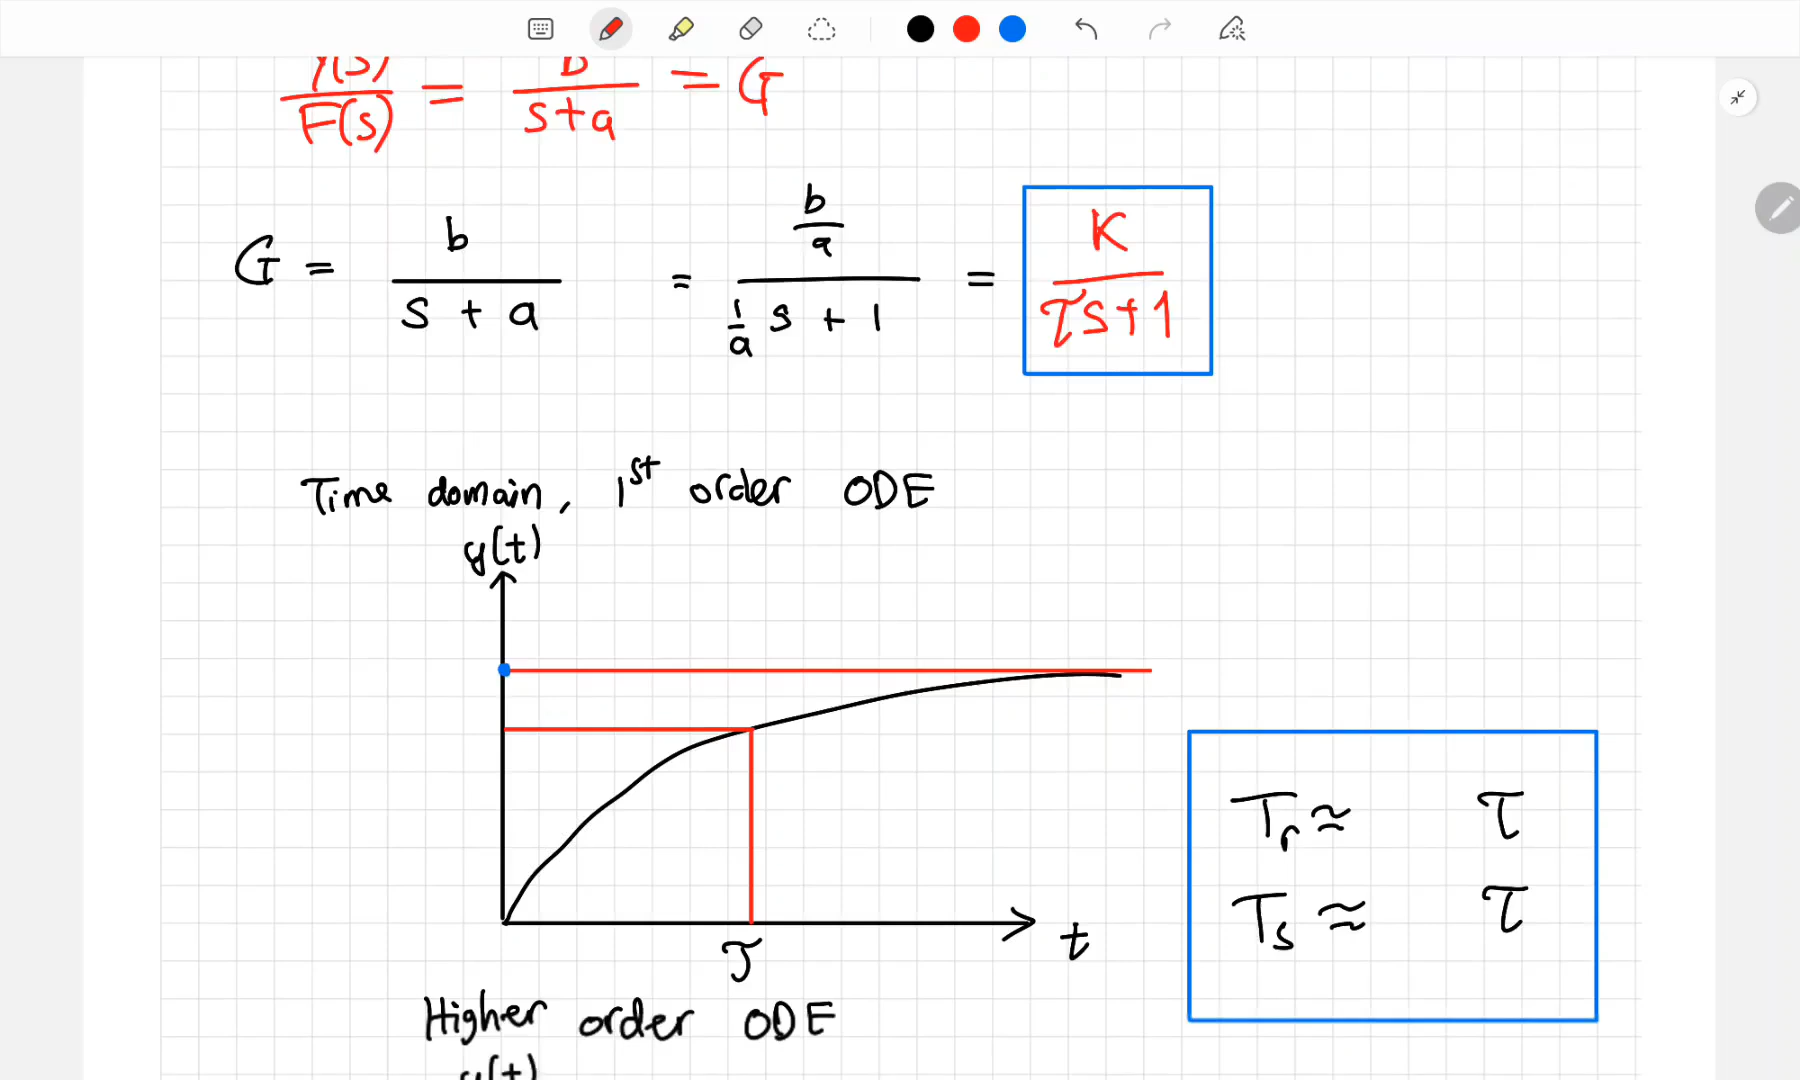 Y(s)/F(s) = b/(s+a) = G
G = b/(s + a) = (b/a)/(1/a s + 1) = K/(τs+1)
Time domain, 1st order ODE
y(t)
τ
t
Tr ≈ τ
Ts ≈ τ
Higher order ODE
y(t)